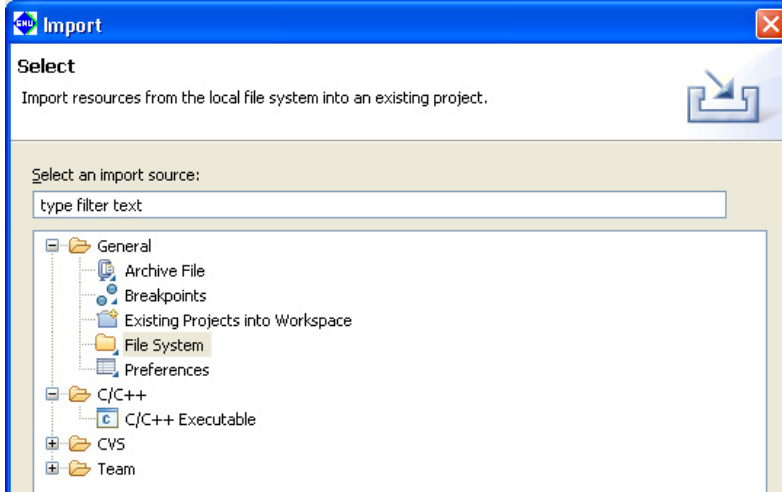 GNU Import
Select
Import resources from the local file system into an existing project.
Select an import source:
type filter text
General
Archive File
Breakpoints
Existing Projects into Workspace
File System
Preferences
C/C++
C C/C++ Executable
CVS
Team